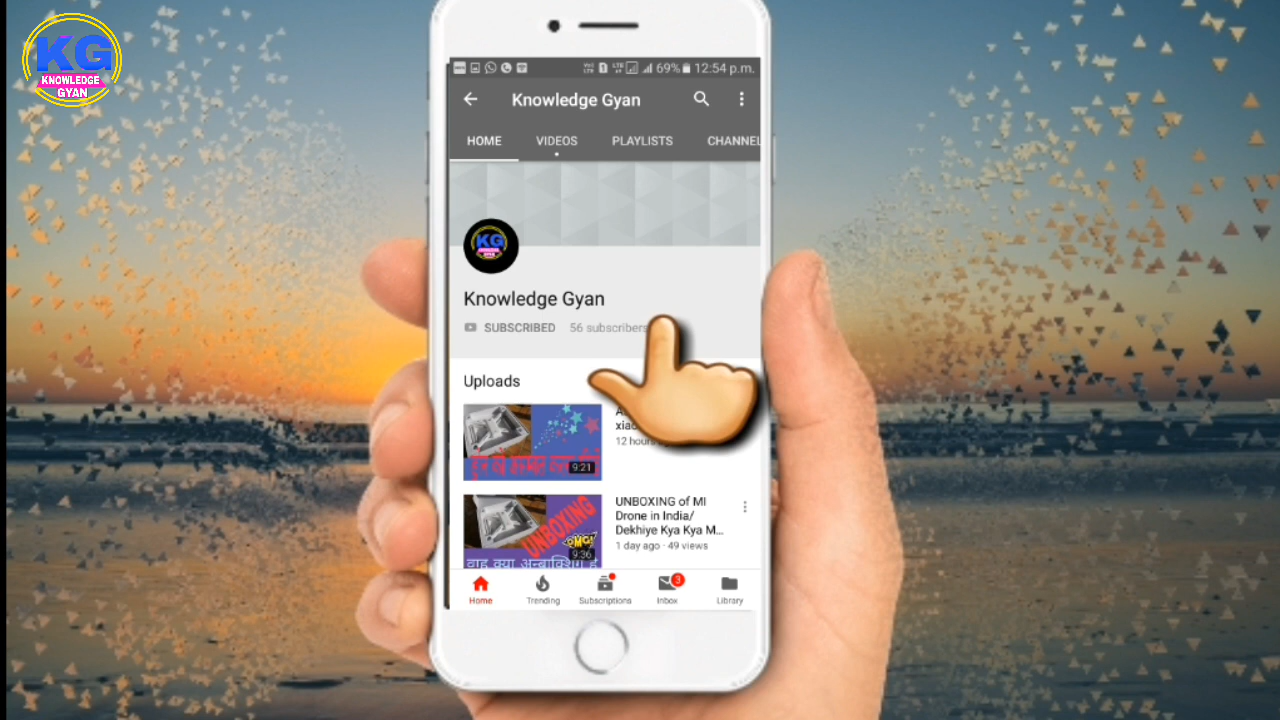 KG
KNOWLEDGE
GYAN
69% 12:54 p.m.
Knowledge Gyan
HOME VIDEOS PLAYLISTS CHANNEL
KG
Knowledge Gyan
SUBSCRIBED 56 subscribers
Uploads
9:21
12 hours
UNBOXING of MI
Drone in India/
Dekhiye Kya Kya M...
1 day ago · 49 views
UNBOXING
OMG!
9:36
वाह क्या अनबाक्शिंग है
Home Trending Subscriptions Inbox 3 Library